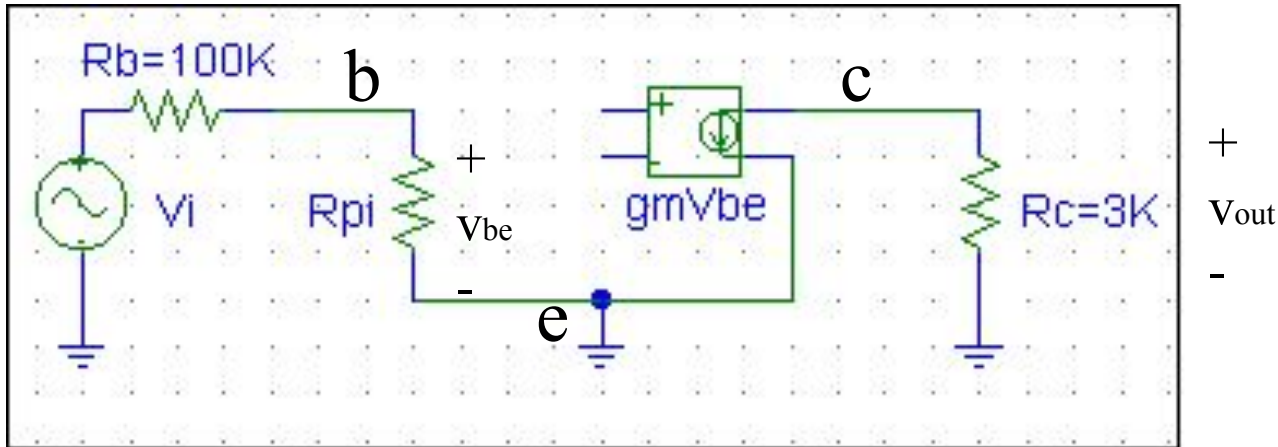 Rb=100K
b
c
+
-
+
-
Vi
Rpi
+
Vbe
-
gmVbe
Rc=3K
+
Vout
-
e